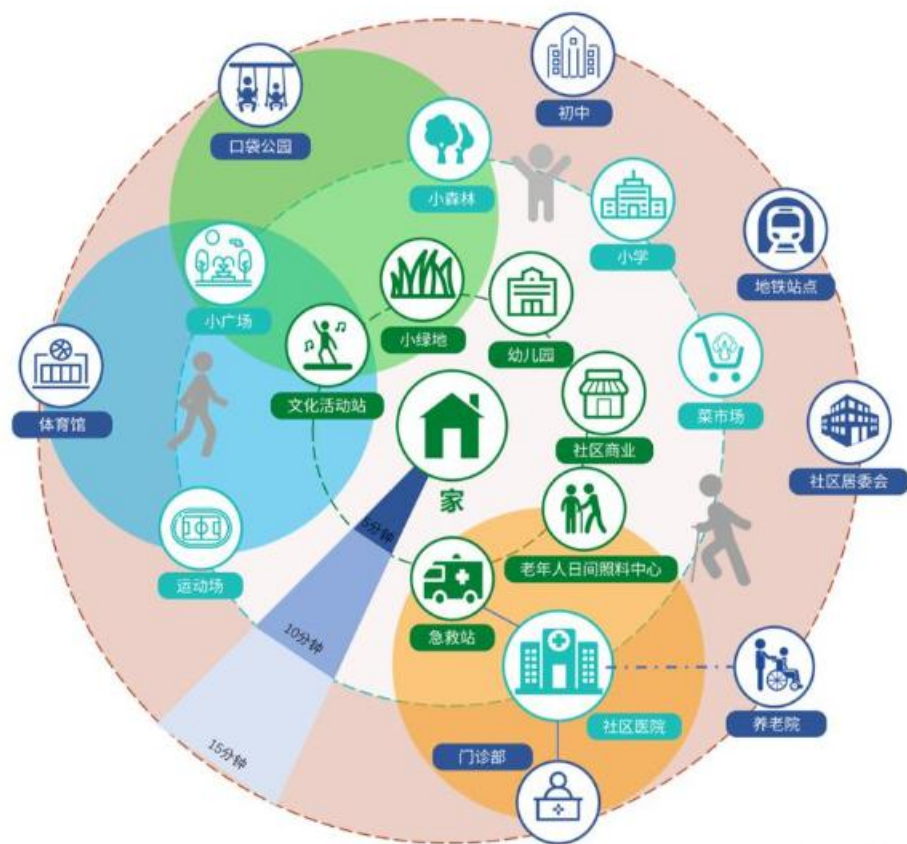 初中
口袋公园
小森林
小学
地铁站点
小广场
小绿地
幼儿园
菜市场
文化活动站
体育馆
社区商业
社区居委会
家
5分钟
老年人日间照料中心
运动场
急救站
10分钟
社区医院
养老院
15分钟
门诊部